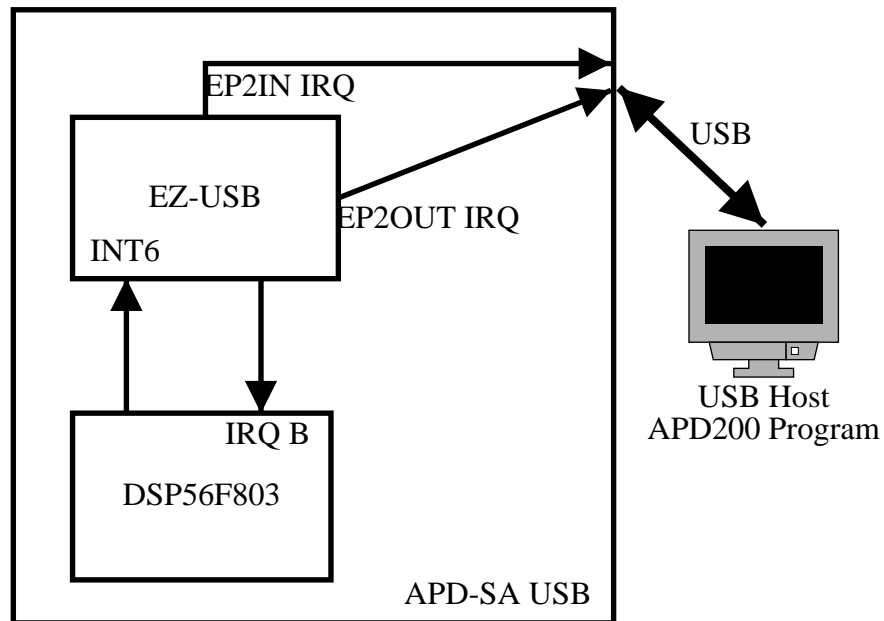 EP2IN IRQ
USB
EZ-USB
EP2OUT IRQ
INT6
USB Host
APD200 Program
IRQ B
DSP56F803
APD-SA USB